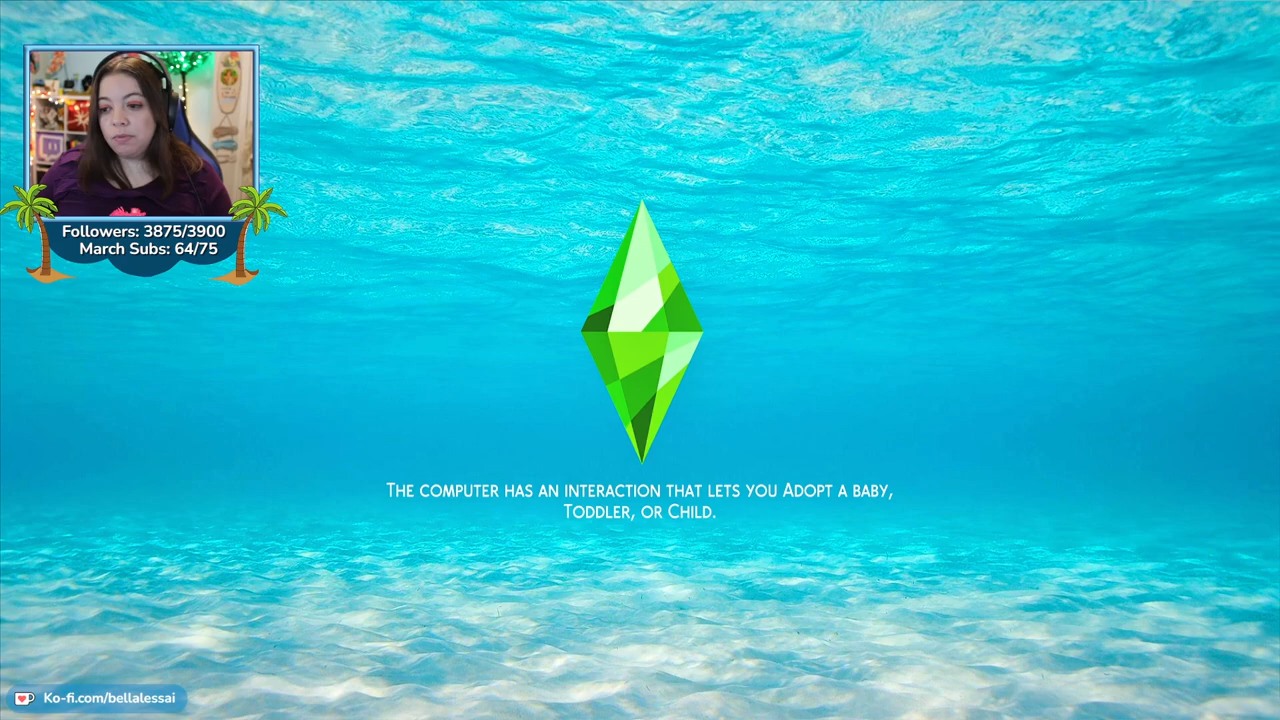 Followers: 3875/3900
March Subs: 64/75
The computer has an interaction that lets you Adopt a baby,
Toddler, or Child.
Ko-fi.com/bellalessai